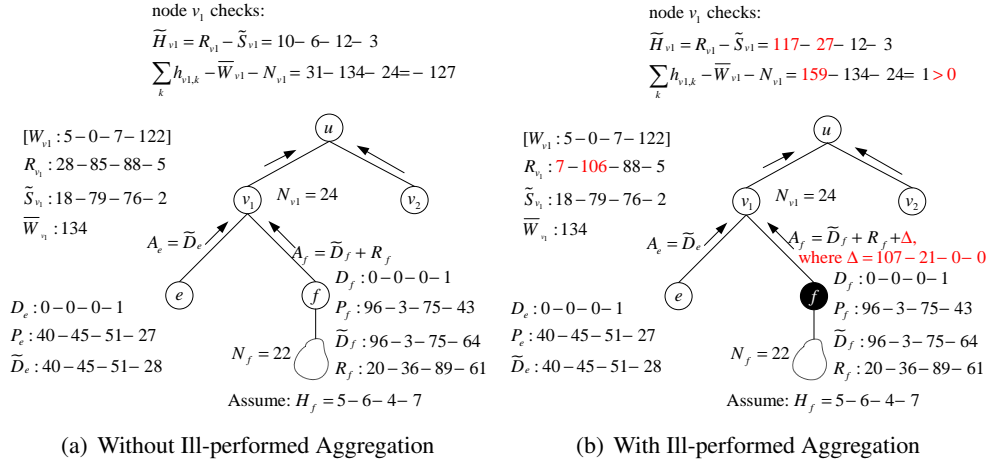 node v1 checks:
H̃v1 = Rv1 − S̃v1 = 10 − 6 − 12 − 3
∑k hv1,k − W̅v1 − Nv1 = 31 − 134 − 24 = − 127
[Wv1 : 5 − 0 − 7 − 122]
Rv1 : 28 − 85 − 88 − 5
S̃v1 : 18 − 79 − 76 − 2
W̅v1 : 134
u
v1
Nv1 = 24
v2
Ae = D̃e
Af = D̃f + Rf
e
f
De : 0 − 0 − 0 − 1
Pe : 40 − 45 − 51 − 27
D̃e : 40 − 45 − 51 − 28
Df : 0 − 0 − 0 − 1
Pf : 96 − 3 − 75 − 43
D̃f : 96 − 3 − 75 − 64
Rf : 20 − 36 − 89 − 61
Nf = 22
Assume: Hf = 5 − 6 − 4 − 7
(a) Without Ill-performed Aggregation
node v1 checks:
H̃v1 = Rv1 − S̃v1 = 117 − 27 − 12 − 3
∑k hv1,k − W̅v1 − Nv1 = 159 − 134 − 24 = 1 > 0
[Wv1 : 5 − 0 − 7 − 122]
Rv1 : 7 − 106 − 88 − 5
S̃v1 : 18 − 79 − 76 − 2
W̅v1 : 134
u
v1
Nv1 = 24
v2
Ae = D̃e
Af = D̃f + Rf + Δ,
where Δ = 107 − 21 − 0 − 0
e
f
De : 0 − 0 − 0 − 1
Pe : 40 − 45 − 51 − 27
D̃e : 40 − 45 − 51 − 28
Df : 0 − 0 − 0 − 1
Pf : 96 − 3 − 75 − 43
D̃f : 96 − 3 − 75 − 64
Rf : 20 − 36 − 89 − 61
Nf = 22
Assume: Hf = 5 − 6 − 4 − 7
(b) With Ill-performed Aggregation